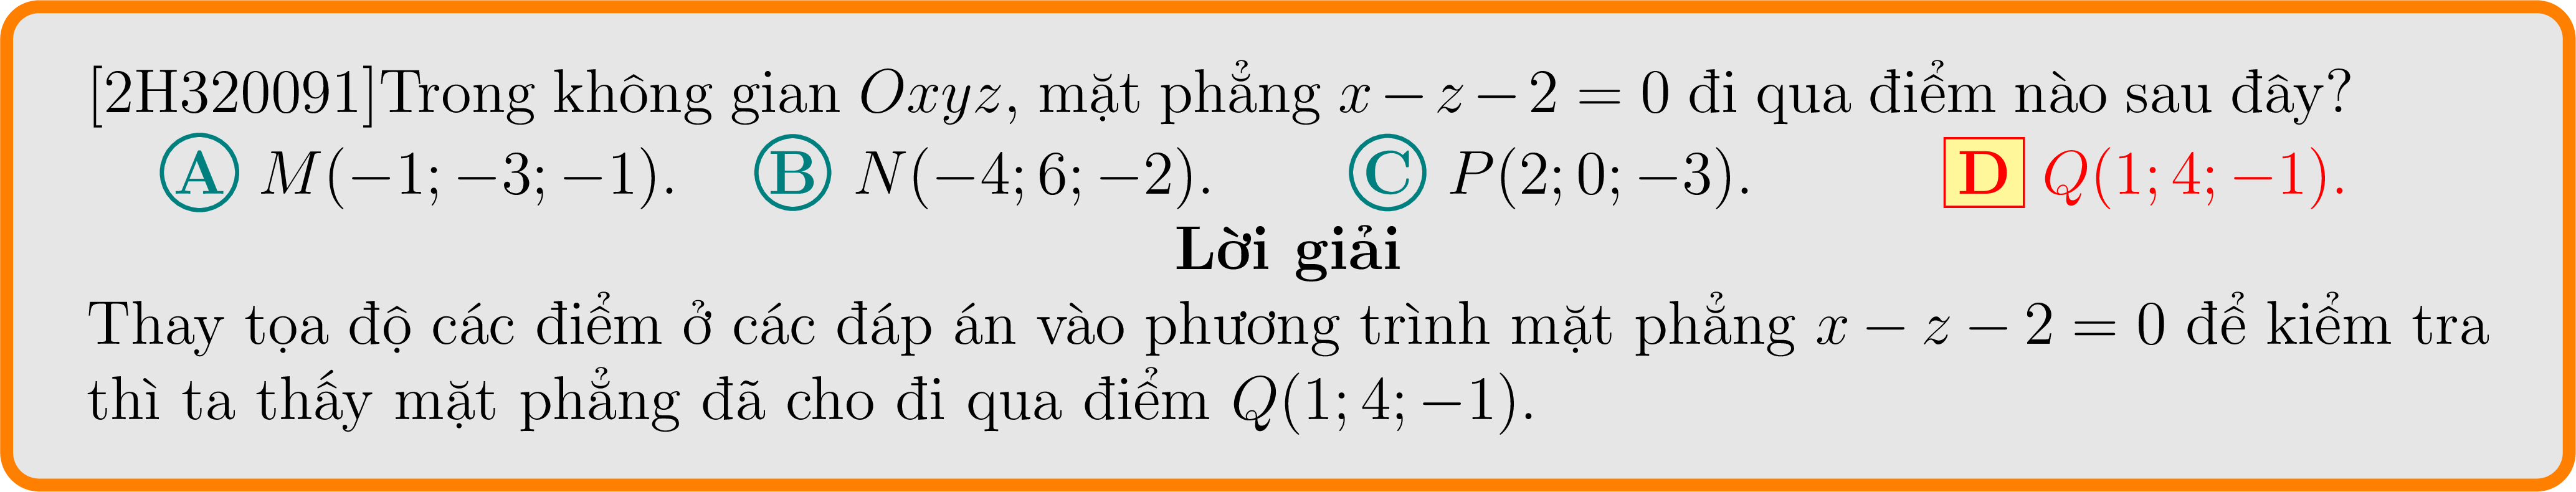 [2H320091]Trong không gian Oxyz, mặt phẳng x − z − 2 = 0 đi qua điểm nào sau đây?
A M(−1; −3; −1). B N(−4; 6; −2). C P(2; 0; −3). D Q(1; 4; −1).
Lời giải
Thay tọa độ các điểm ở các đáp án vào phương trình mặt phẳng x − z − 2 = 0 để kiểm tra
thì ta thấy mặt phẳng đã cho đi qua điểm Q(1; 4; −1).